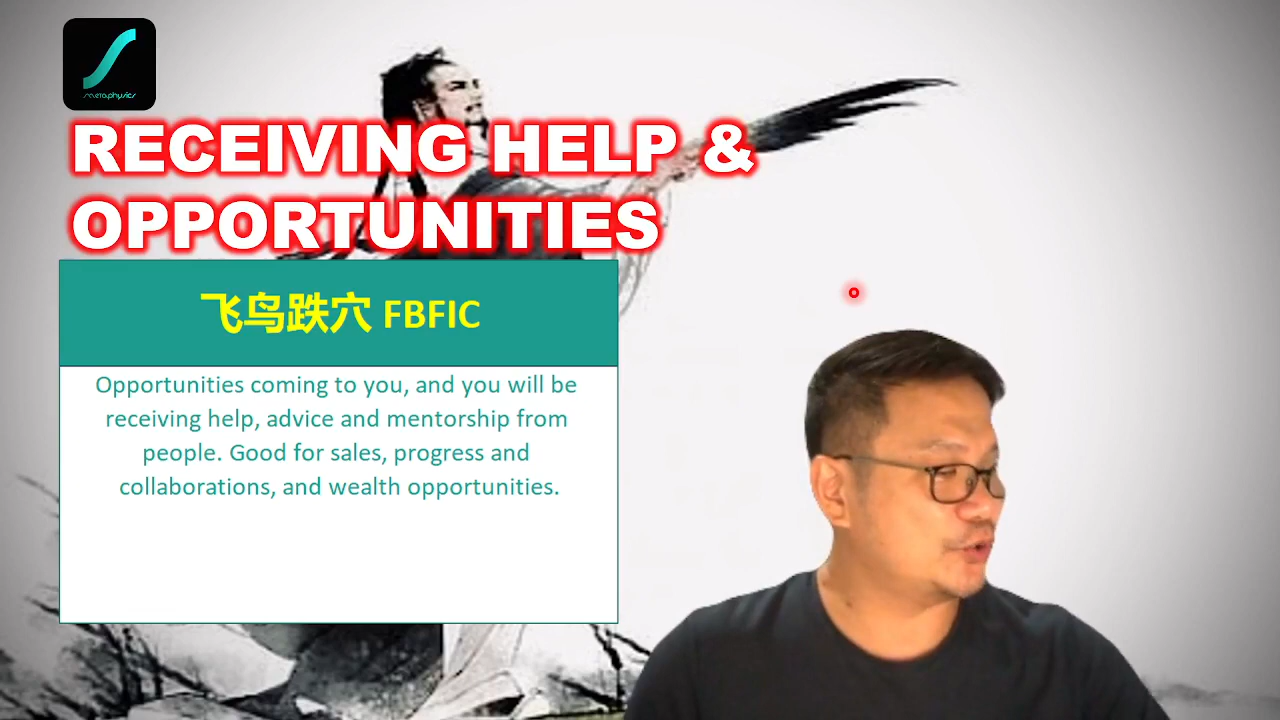 metaphysics
RECEIVING HELP &
OPPORTUNITIES
飞鸟跌穴 FBFIC
Opportunities coming to you, and you will be
receiving help, advice and mentorship from
people. Good for sales, progress and
collaborations, and wealth opportunities.